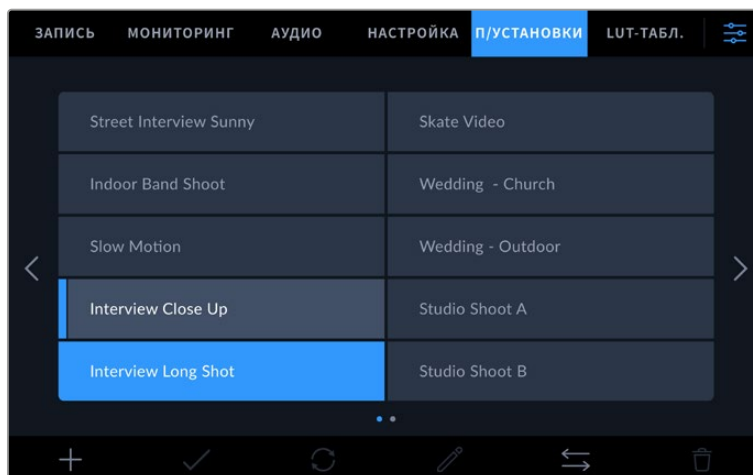 ЗАПИСЬ МОНИТОРИНГ АУДИО НАСТРОЙКА П/УСТАНОВКИ LUT-ТАБЛ.
Street Interview Sunny Skate Video
Indoor Band Shoot Wedding - Church
Slow Motion Wedding - Outdoor
Interview Close Up Studio Shoot A
Interview Long Shot Studio Shoot B